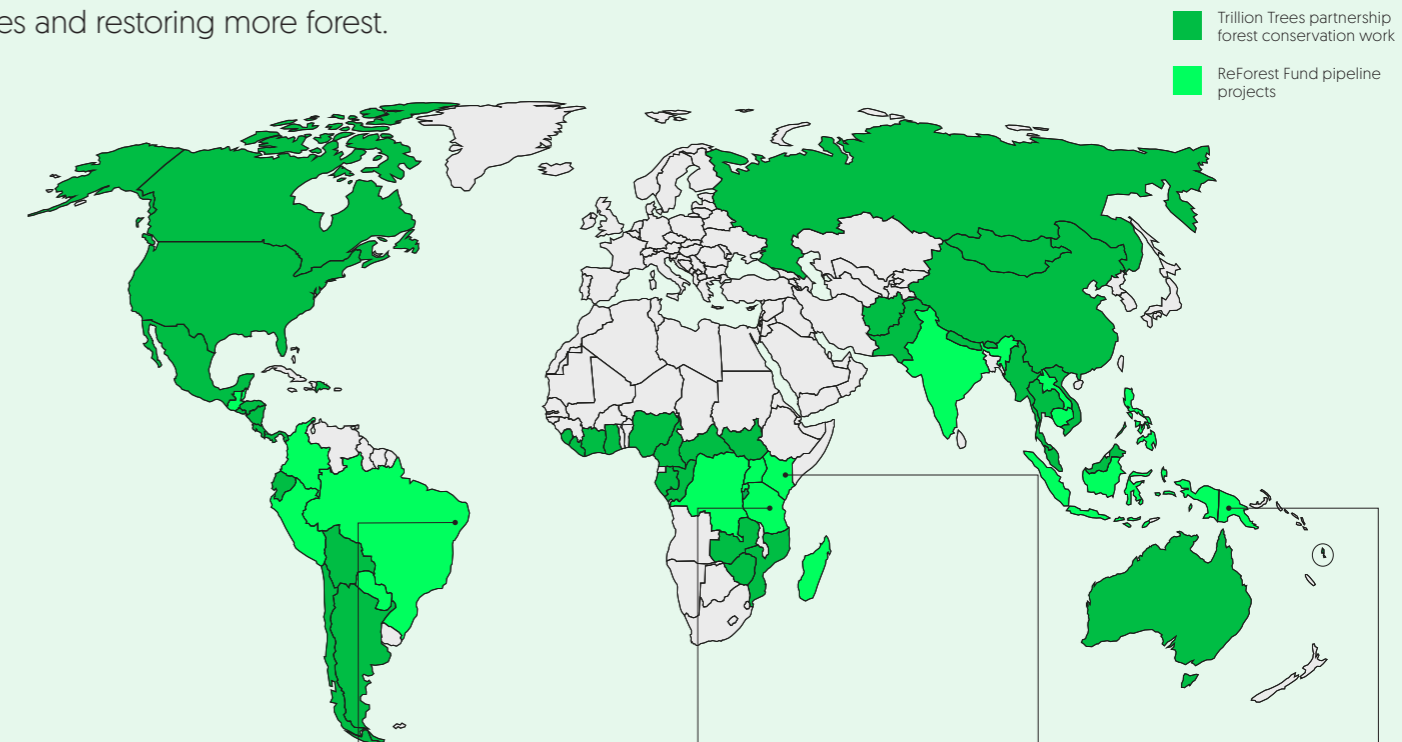 es and restoring more forest.
Trillion Trees partnership
forest conservation work
ReForest Fund pipeline
projects